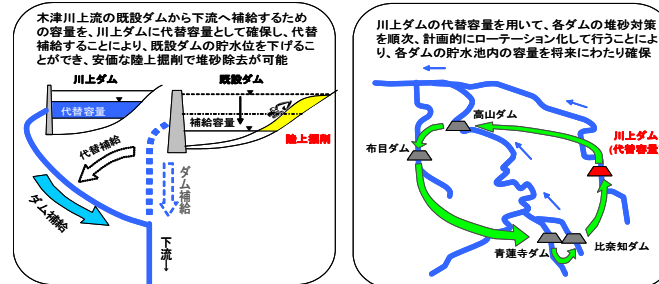 木津川上流の既設ダムから下流へ補給するため
の容量を、川上ダムに代替容量として確保し、代替
補給することにより、既設ダムの貯水位を下げるこ
とができ、安価な陸上掘削で堆砂除去が可能
川上ダム
既設ダム
代替容量
補給容量
陸上掘削
代替補給
ダム補給
ダム補給
下流→
川上ダムの代替容量を用いて、各ダムの堆砂対策
を順次、計画的にローテーション化して行うことによ
り、各ダムの貯水池内の容量を将来にわたり確保
高山ダム
布目ダム
川上ダム
(代替容量)
青蓮寺ダム
比奈知ダム